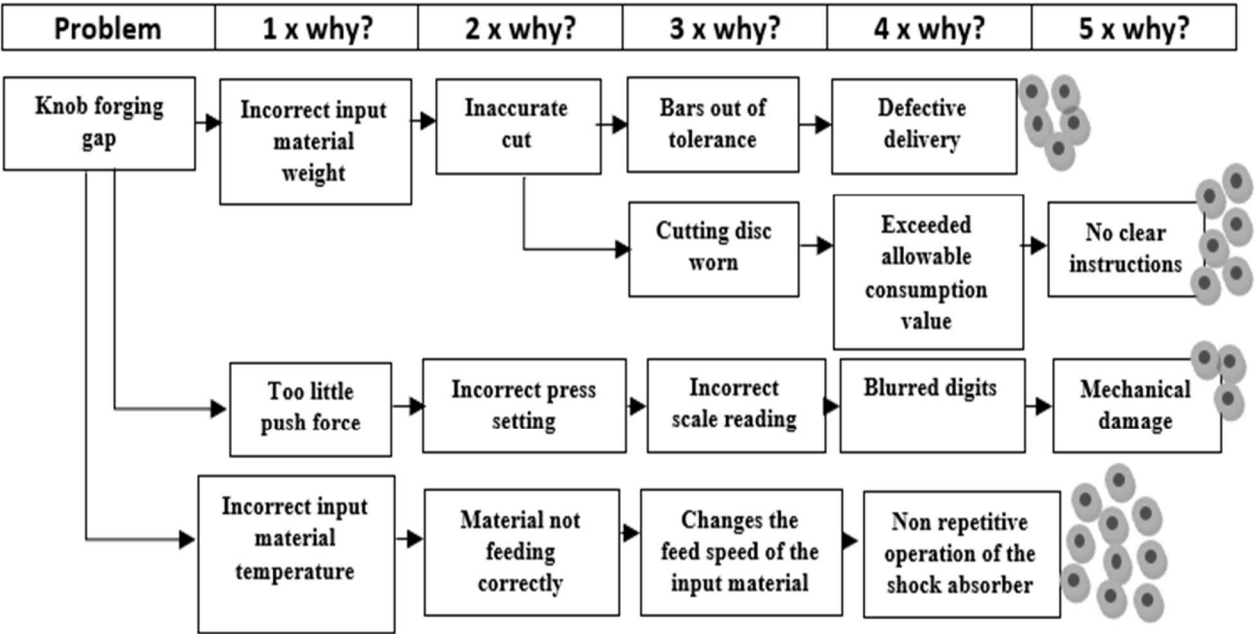 Problem
1 x why?
2 x why?
3 x why?
4 x why?
5 x why?
Knob forging
gap
Incorrect input
material
weight
Inaccurate
cut
Bars out of
tolerance
Defective
delivery
Cutting disc
worn
Exceeded
allowable
consumption
value
No clear
instructions
Too little
push force
Incorrect press
setting
Incorrect
scale reading
Blurred digits
Mechanical
damage
Incorrect input
material
temperature
Material not
feeding
correctly
Changes the
feed speed of the
input material
Non repetitive
operation of the
shock absorber